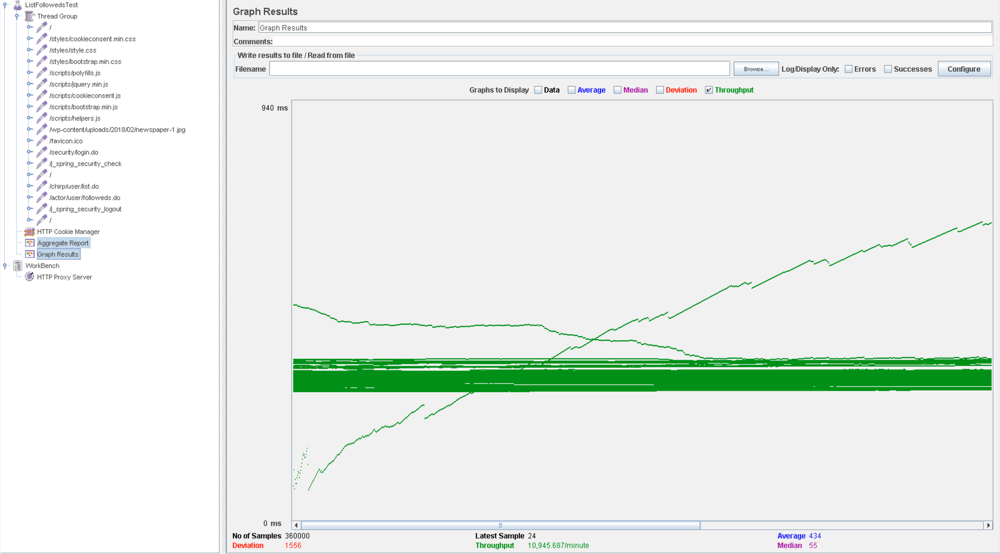 ListFollowedsTest
Thread Group
/
/styles/cookieconsent.min.css
/styles/style.css
/styles/bootstrap.min.css
/scripts/polyfills.js
/scripts/jquery.min.js
/scripts/cookieconsent.js
/scripts/bootstrap.min.js
/scripts/helpers.js
/wp-content/uploads/2018/02/newspaper-1.jpg
/favicon.ico
/security/login.do
/j_spring_security_check
/
/chirp/user/list.do
/actor/user/followeds.do
/j_spring_security_logout
/
HTTP Cookie Manager
Aggregate Report
Graph Results
WorkBench
HTTP Proxy Server
Graph Results
Name: Graph Results
Comments:
Write results to file / Read from file
Filename Browse... Log/Display Only: Errors Successes Configure
Graphs to Display Data Average Median Deviation Throughput
940 ms
0 ms
No of Samples 360000 Latest Sample 24 Average 434
Deviation 1556 Throughput 10,945.687/minute Median 55